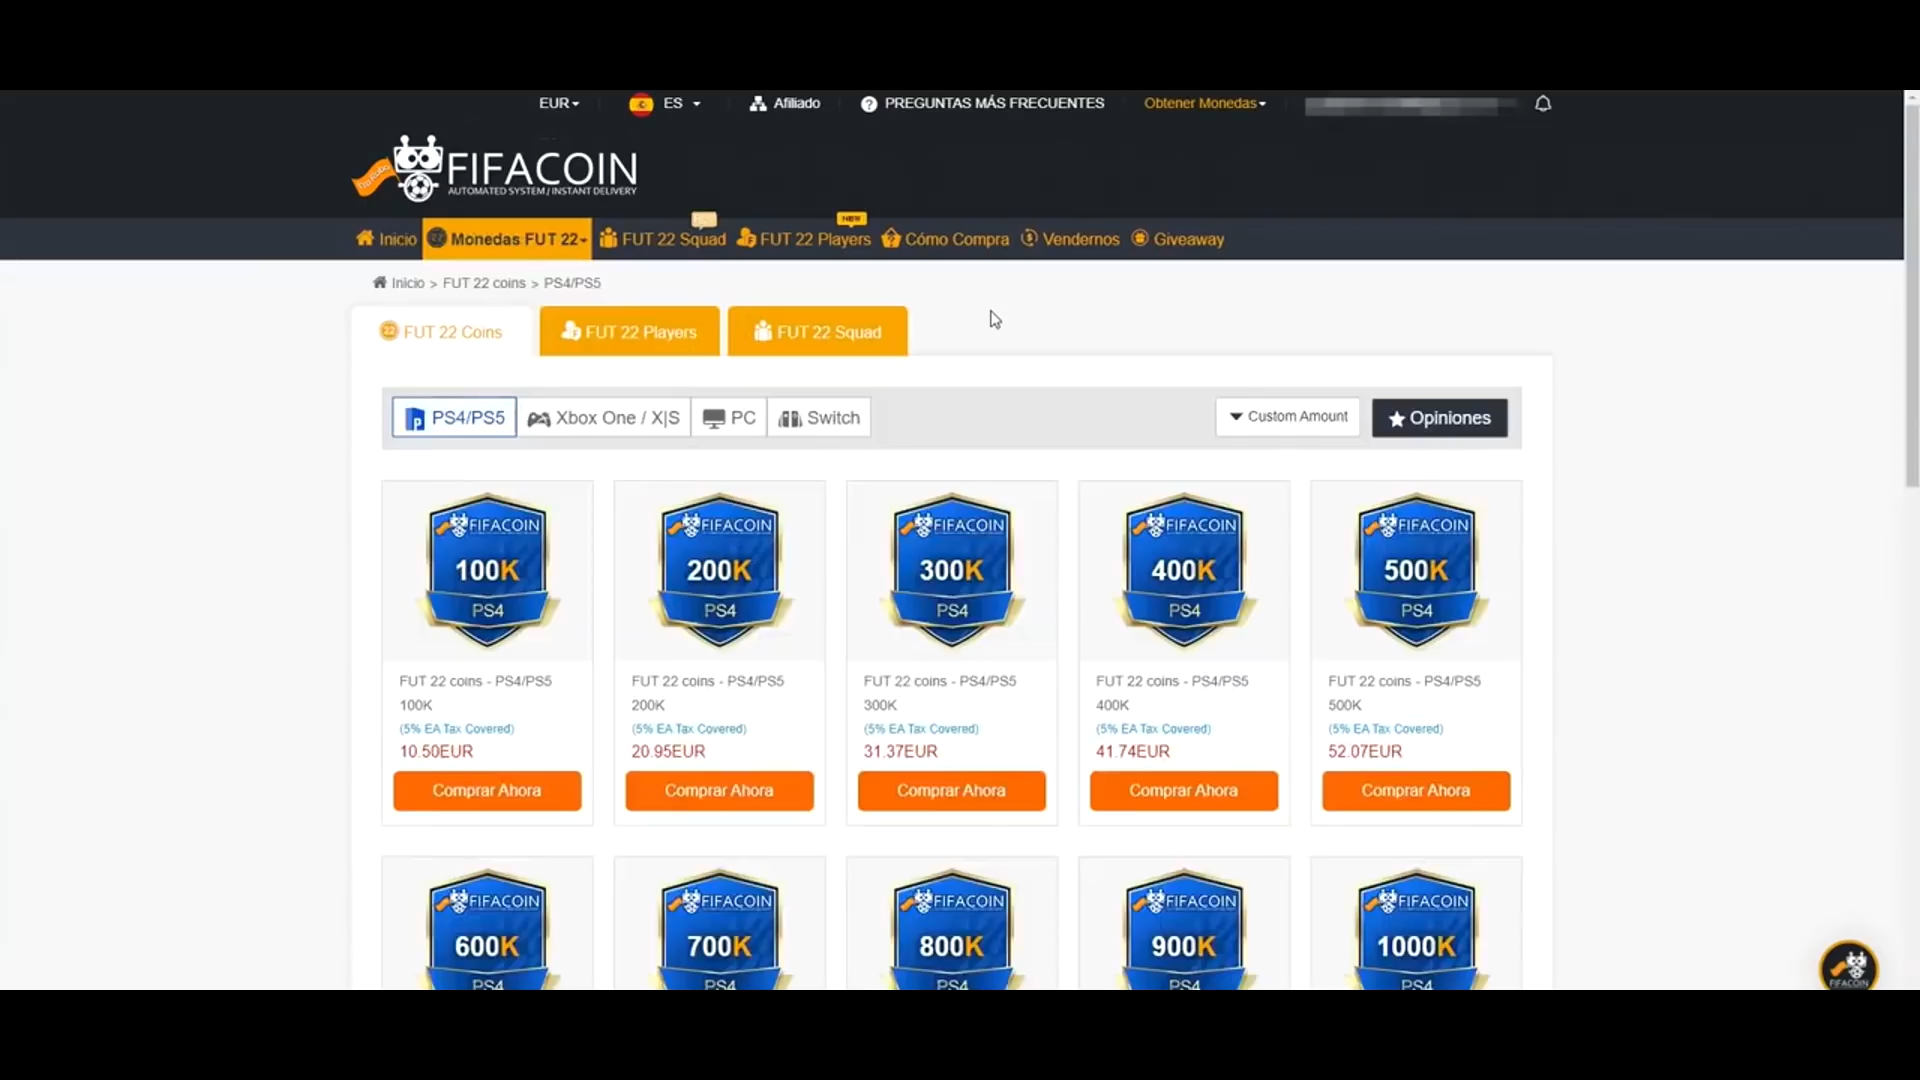 EUR
ES
Afiliado
PREGUNTAS MÁS FRECUENTES
Obtener Monedas
FIFACOIN
AUTOMATED SYSTEM / INSTANT DELIVERY
NEW
Inicio
Monedas FUT 22
FUT 22 Squad
FUT 22 Players
Cómo Compra
Vendernos
Giveaway
Inicio > FUT 22 coins > PS4/PS5
22 FUT 22 Coins
FUT 22 Players
FUT 22 Squad
PS4/PS5
Xbox One / X|S
PC
Switch
Custom Amount
Opiniones
FIFACOIN FIFACOIN FIFACOIN FIFACOIN FIFACOIN
100K 200K 300K 400K 500K
PS4 PS4 PS4 PS4 PS4
FUT 22 coins - PS4/PS5
100K
(5% EA Tax Covered)
10.50EUR
Comprar Ahora
FUT 22 coins - PS4/PS5
200K
(5% EA Tax Covered)
20.95EUR
Comprar Ahora
FUT 22 coins - PS4/PS5
300K
(5% EA Tax Covered)
31.37EUR
Comprar Ahora
FUT 22 coins - PS4/PS5
400K
(5% EA Tax Covered)
41.74EUR
Comprar Ahora
FUT 22 coins - PS4/PS5
500K
(5% EA Tax Covered)
52.07EUR
Comprar Ahora
FIFACOIN FIFACOIN FIFACOIN FIFACOIN FIFACOIN
600K 700K 800K 900K 1000K
PS4 PS4 PS4 PS4 PS4
FIFACOIN